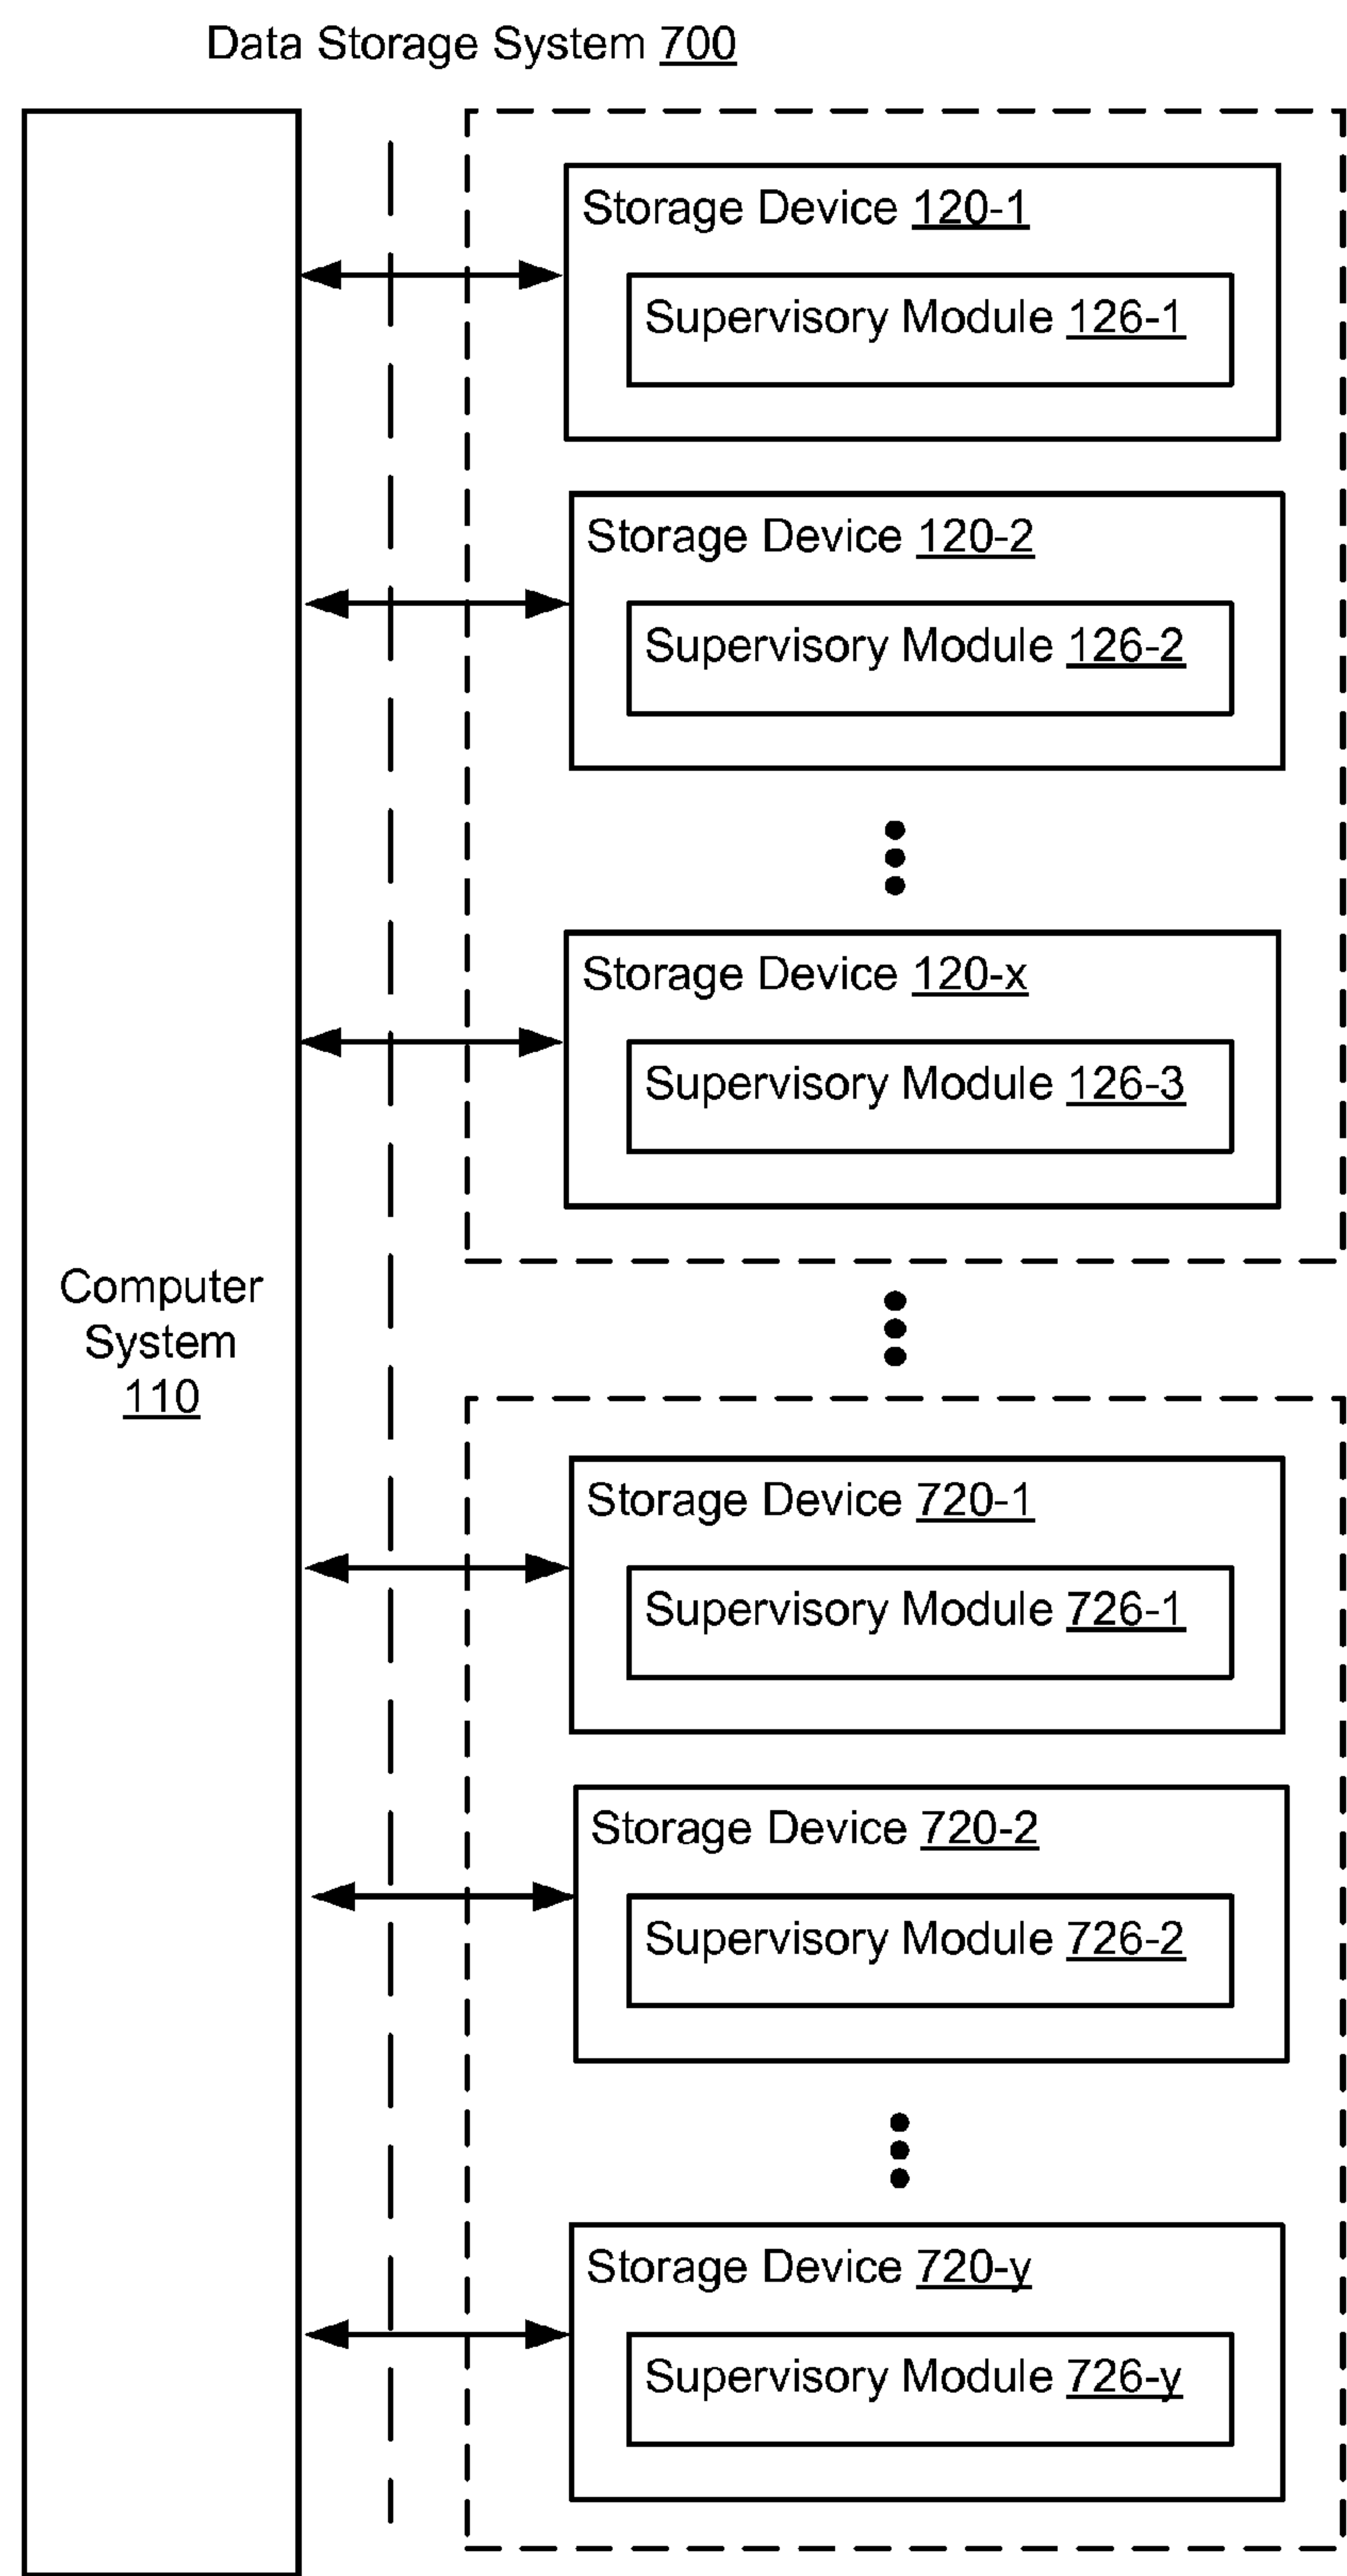 Data Storage System 700
Storage Device 120-1
Supervisory Module 126-1
Storage Device 120-2
Supervisory Module 126-2
Storage Device 120-x
Supervisory Module 126-3
Computer
System
110
Storage Device 720-1
Supervisory Module 726-1
Storage Device 720-2
Supervisory Module 726-2
Storage Device 720-y
Supervisory Module 726-y